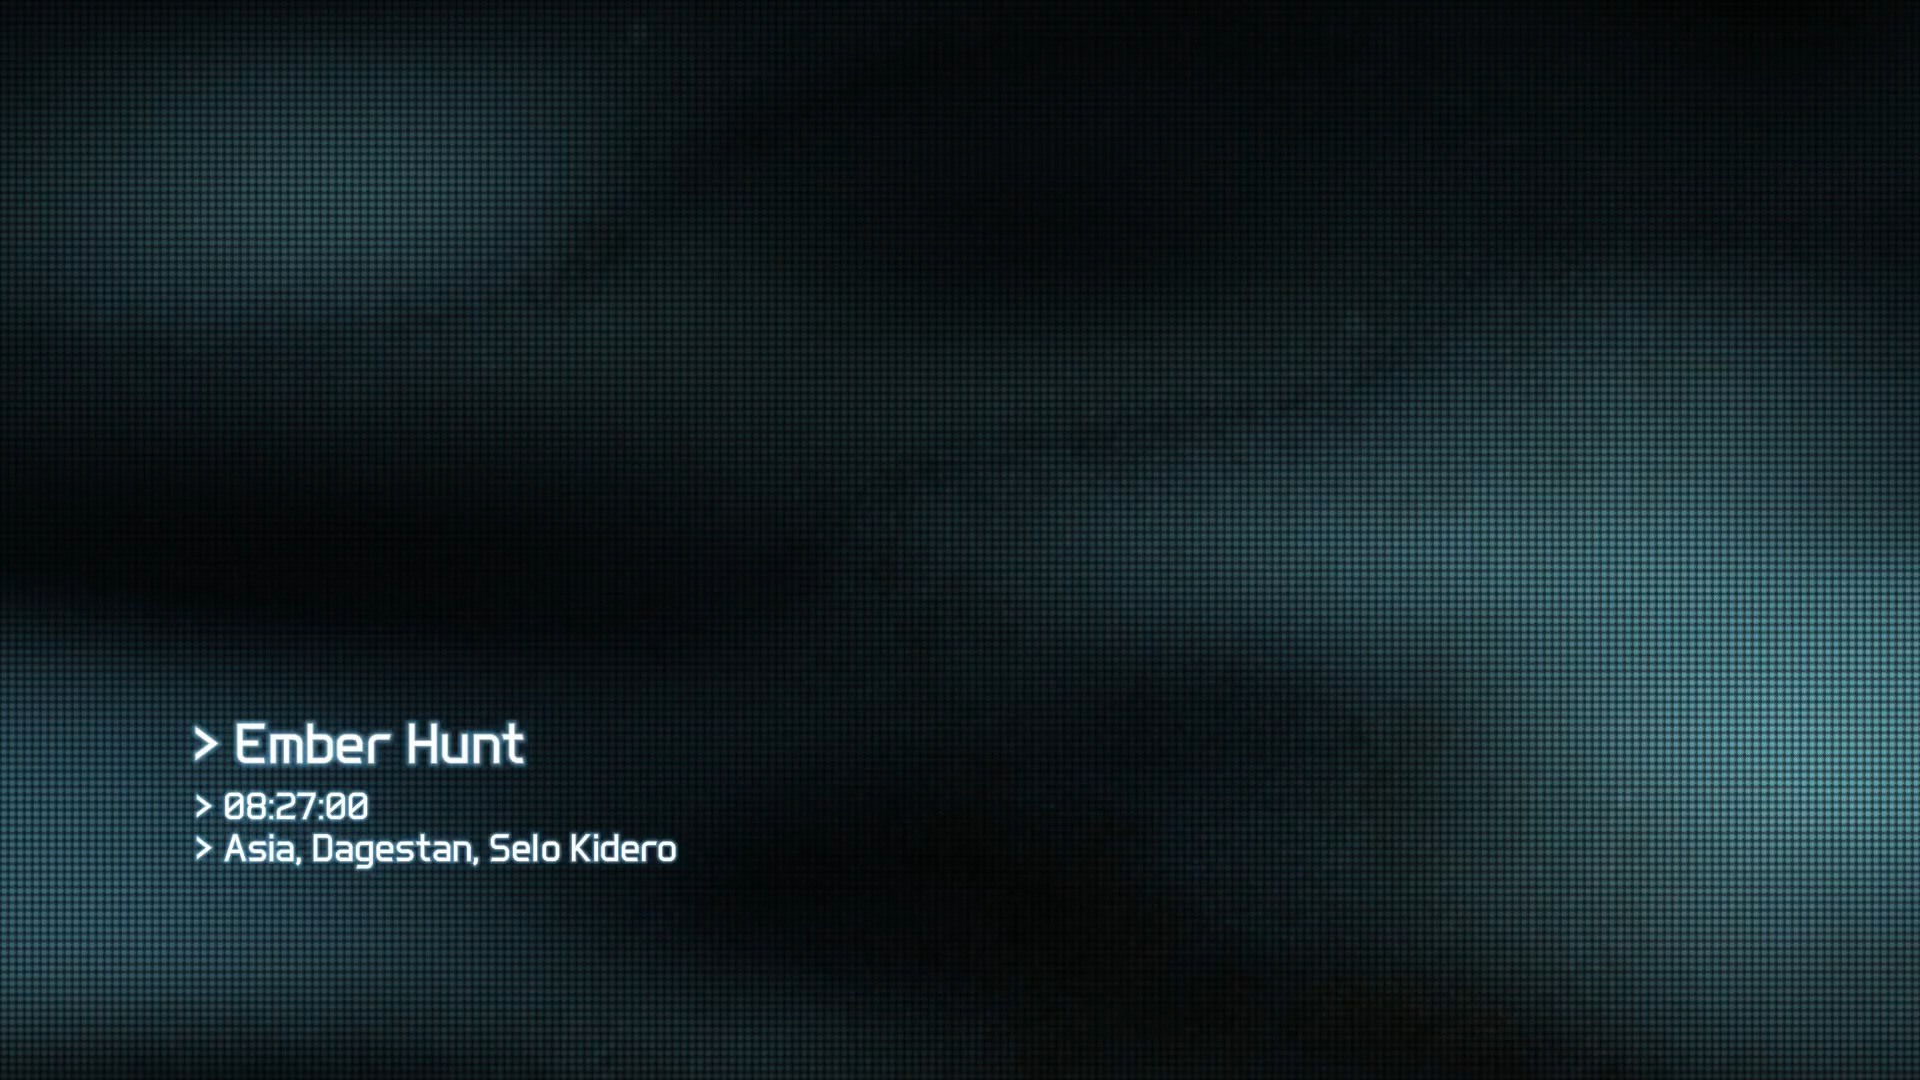 > Ember Hunt
> 08:27:00
> Asia, Dagestan, Selo Kidero